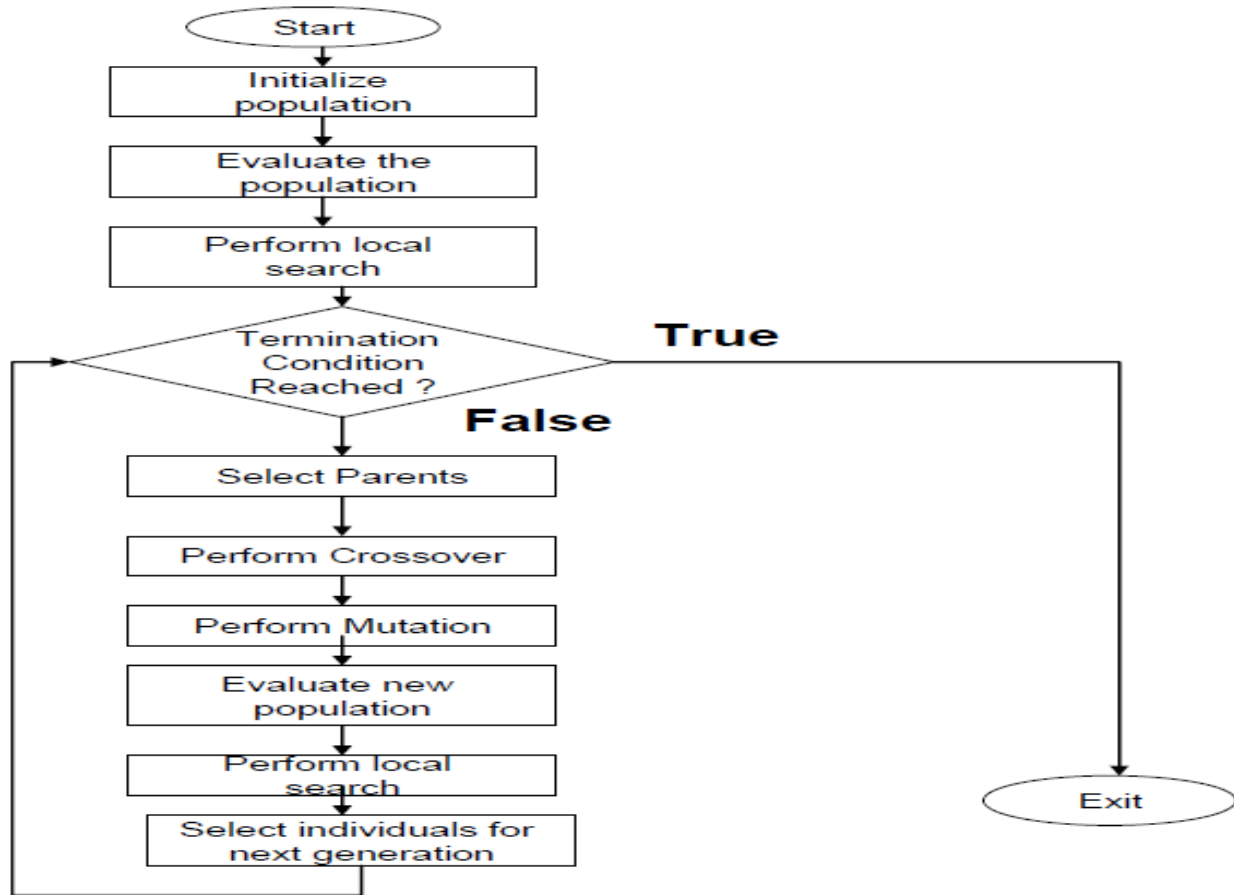 Start
Initialize
population
Evaluate the
population
Perform local
search
Termination
Condition
Reached ?
True
False
Select Parents
Perform Crossover
Perform Mutation
Evaluate new
population
Perform local
search
Select individuals for
next generation
Exit